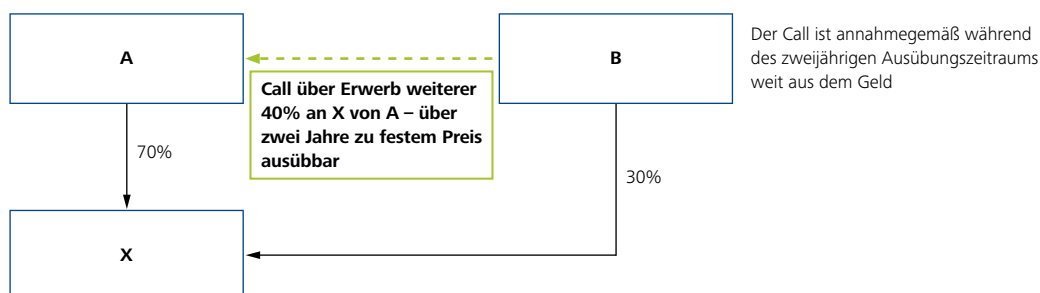 A
B
Der Call ist annahmegemäß während
des zweijährigen Ausübungszeitraums
weit aus dem Geld
Call über Erwerb weiterer
40% an X von A – über
zwei Jahre zu festem Preis
ausübbar
70%
30%
X